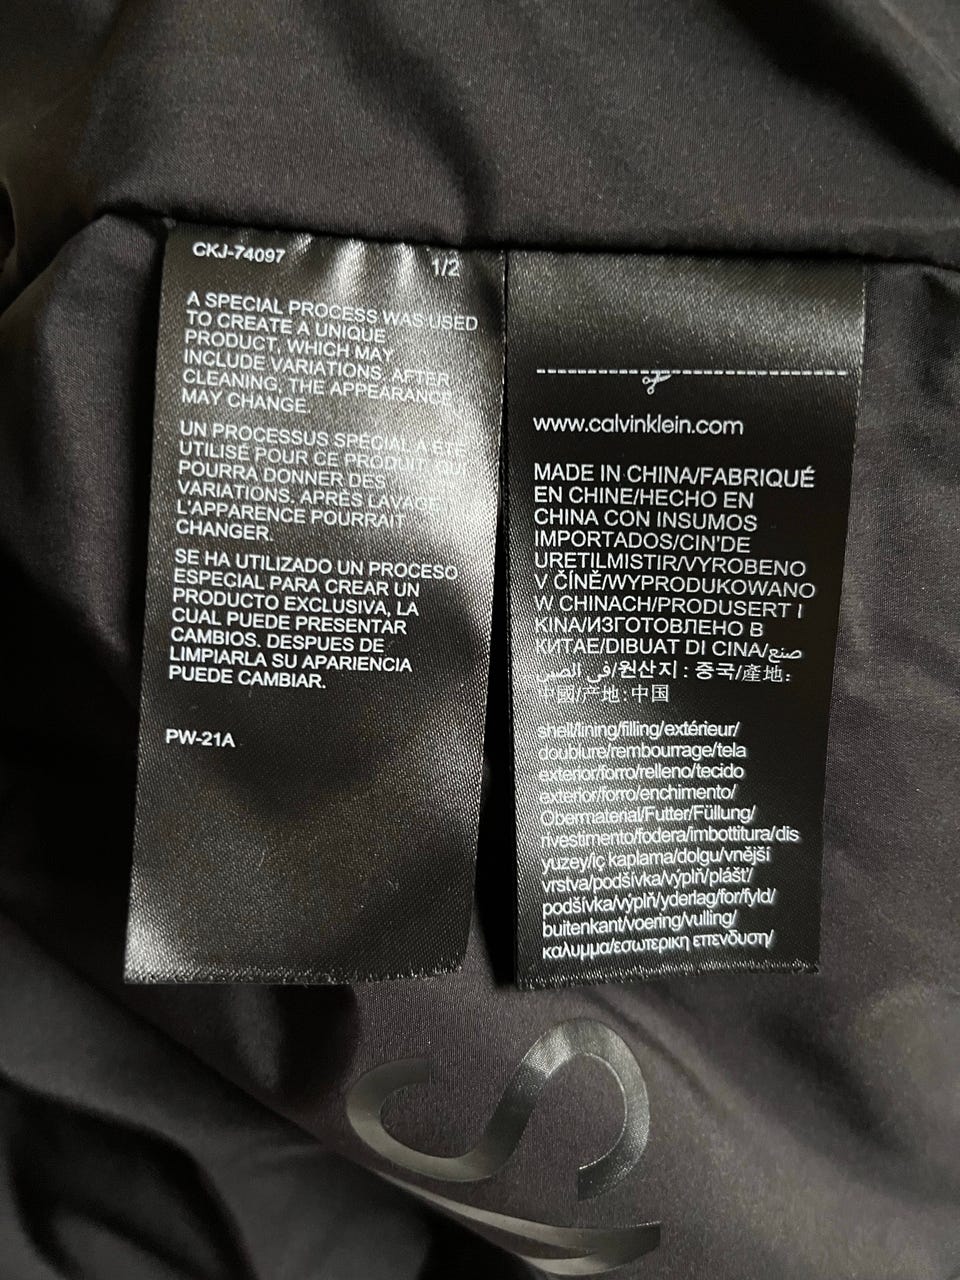 CKJ-74097
1/2
A SPECIAL PROCESS WAS USED
TO CREATE A UNIQUE
PRODUCT, WHICH MAY
INCLUDE VARIATIONS. AFTER
CLEANING, THE APPEARANCE
MAY CHANGE.
UN PROCESSUS SPÉCIAL A ÉTÉ
UTILISÉ POUR CE PRODUIT, QUI
POURRA DONNER DES
VARIATIONS. APRÈS LAVAGE,
L'APPARENCE POURRAIT
CHANGER.
SE HA UTILIZADO UN PROCESO
ESPECIAL PARA CREAR UN
PRODUCTO EXCLUSIVA, LA
CUAL PUEDE PRESENTAR
CAMBIOS. DESPUES DE
LIMPIARLA SU APARIENCIA
PUEDE CAMBIAR.
PW-21A
www.calvinklein.com
MADE IN CHINA/FABRIQUÉ
EN CHINE/HECHO EN
CHINA CON INSUMOS
IMPORTADOS/CIN'DE
URETILMISTIR/VYROBENO
V ČÍNĚ/WYPRODUKOWANO
W CHINACH/PRODUSERT I
KINA/ИЗГОТОВЛЕНО В
КИТАЕ/DIBUAT DI CINA/صنع
في الصين/원산지 : 중국/產地:
中國/产地: 中国
shell/lining/filling/extérieur/
doublure/rembourrage/tela
exterior/forro/relleno/tecido
exterior/forro/enchimento/
Obermaterial/Futter/Füllung/
rivestimento/fodera/imbottitura/dis
yuzey/iç kaplama/dolgu/vnější
vrstva/podšívka/výplň/plášť/
podšívka/výplň/yderlag/for/fyld/
buitenkant/voering/vulling/
καλυμμα/εσωτερικη επενδυση/
S